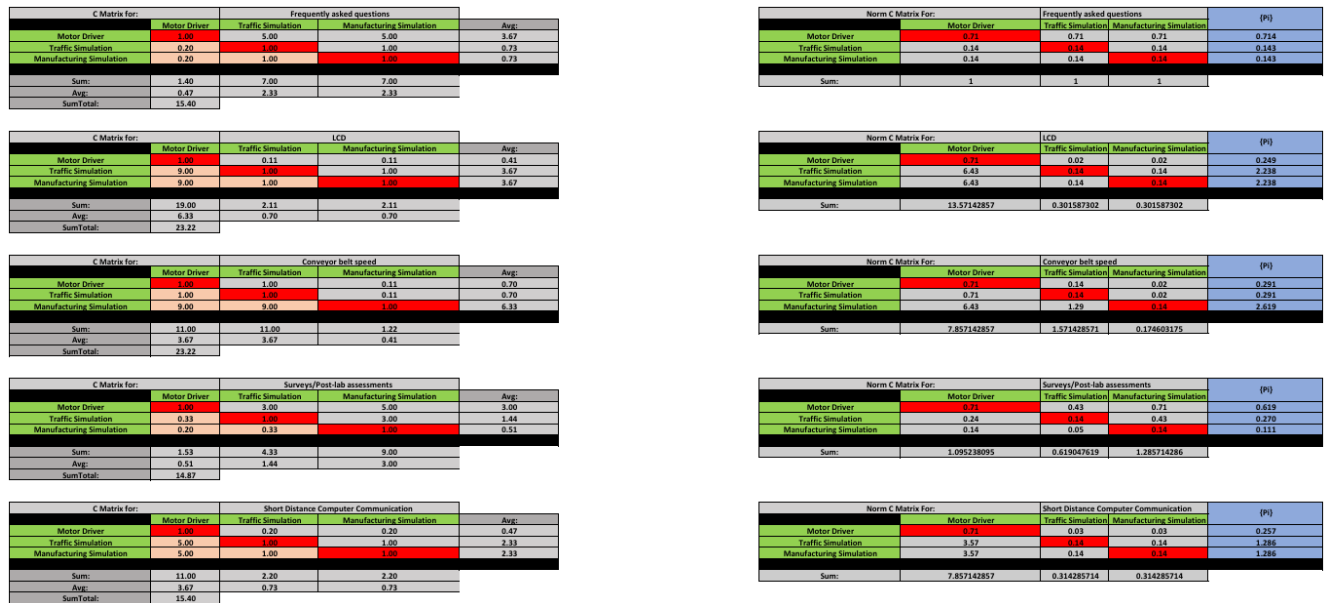 C Matrix for: Frequently asked questions
Motor Driver Traffic Simulation Manufacturing Simulation Avg:
Motor Driver 1.00 5.00 5.00 3.67
Traffic Simulation 0.20 1.00 1.00 0.73
Manufacturing Simulation 0.20 1.00 1.00 0.73
Sum: 1.40 7.00 7.00
Avg: 0.47 2.33 2.33
SumTotal: 15.40
Norm C Matrix For: Frequently asked questions {Pi}
Motor Driver Traffic Simulation Manufacturing Simulation
Motor Driver 0.71 0.71 0.71 0.714
Traffic Simulation 0.14 0.14 0.14 0.143
Manufacturing Simulation 0.14 0.14 0.14 0.143
Sum: 1 1 1
C Matrix for: LCD
Motor Driver Traffic Simulation Manufacturing Simulation Avg:
Motor Driver 1.00 0.11 0.11 0.41
Traffic Simulation 9.00 1.00 1.00 3.67
Manufacturing Simulation 9.00 1.00 1.00 3.67
Sum: 19.00 2.11 2.11
Avg: 6.33 0.70 0.70
SumTotal: 23.22
Norm C Matrix For: LCD {Pi}
Motor Driver Traffic Simulation Manufacturing Simulation
Motor Driver 0.71 0.02 0.02 0.249
Traffic Simulation 6.43 0.14 0.14 2.238
Manufacturing Simulation 6.43 0.14 0.14 2.238
Sum: 13.57142857 0.301587302 0.301587302
C Matrix for: Conveyor belt speed
Motor Driver Traffic Simulation Manufacturing Simulation Avg:
Motor Driver 1.00 1.00 0.11 0.70
Traffic Simulation 1.00 1.00 0.11 0.70
Manufacturing Simulation 9.00 9.00 1.00 6.33
Sum: 11.00 11.00 1.22
Avg: 3.67 3.67 0.41
SumTotal: 23.22
Norm C Matrix For: Conveyor belt speed {Pi}
Motor Driver Traffic Simulation Manufacturing Simulation
Motor Driver 0.71 0.14 0.02 0.291
Traffic Simulation 0.71 0.14 0.02 0.291
Manufacturing Simulation 6.43 1.29 0.14 2.619
Sum: 7.857142857 1.571428571 0.174603175
C Matrix for: Surveys/Post-lab assessments
Motor Driver Traffic Simulation Manufacturing Simulation Avg:
Motor Driver 1.00 3.00 5.00 3.00
Traffic Simulation 0.33 1.00 3.00 1.44
Manufacturing Simulation 0.20 0.33 1.00 0.51
Sum: 1.53 4.33 9.00
Avg: 0.51 1.44 3.00
SumTotal: 14.87
Norm C Matrix For: Surveys/Post-lab assessments {Pi}
Motor Driver Traffic Simulation Manufacturing Simulation
Motor Driver 0.71 0.43 0.71 0.619
Traffic Simulation 0.24 0.14 0.43 0.270
Manufacturing Simulation 0.14 0.05 0.14 0.111
Sum: 1.095238095 0.619047619 1.285714286
C Matrix for: Short Distance Computer Communication
Motor Driver Traffic Simulation Manufacturing Simulation Avg:
Motor Driver 1.00 0.20 0.20 0.47
Traffic Simulation 5.00 1.00 1.00 2.33
Manufacturing Simulation 5.00 1.00 1.00 2.33
Sum: 11.00 2.20 2.20
Avg: 3.67 0.73 0.73
SumTotal: 15.40
Norm C Matrix For: Short Distance Computer Communication {Pi}
Motor Driver Traffic Simulation Manufacturing Simulation
Motor Driver 0.71 0.03 0.03 0.257
Traffic Simulation 3.57 0.14 0.14 1.286
Manufacturing Simulation 3.57 0.14 0.14 1.286
Sum: 7.857142857 0.314285714 0.314285714